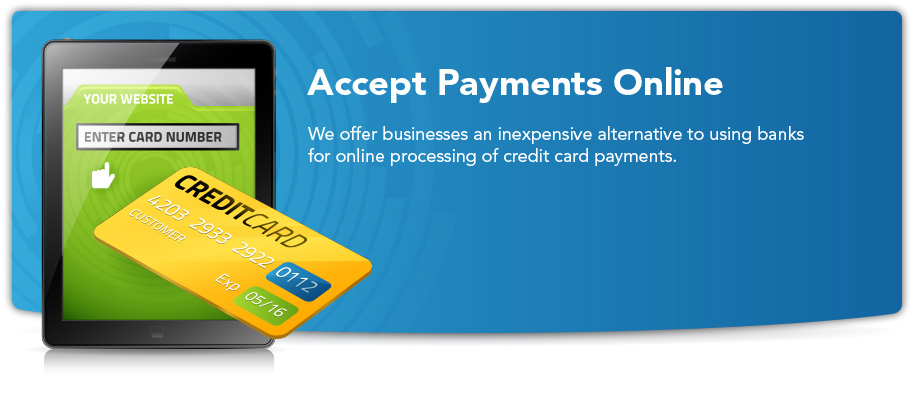 Accept Payments Online
We offer businesses an inexpensive alternative to using banks
for online processing of credit card payments.
YOUR WEBSITE
ENTER CARD NUMBER
CREDITCARD
4203 2933 2922 0112
CUSTOMER
Exp 05/16